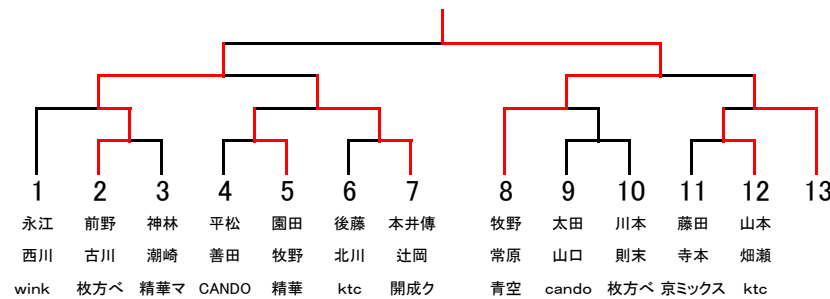 1 2 3 4 5 6 7 8 9 10 11 12 13
永江 前野 神林 平松 園田 後藤 本井傳 牧野 太田 川本 藤田 山本
西川 古川 潮崎 善田 牧野 北川 辻岡 常原 山口 則末 寺本 畑瀬
wink 枚方ベ 精華マ CANDO 精華 ktc 開成ク 青空 cando 枚方ベ 京ミックス ktc